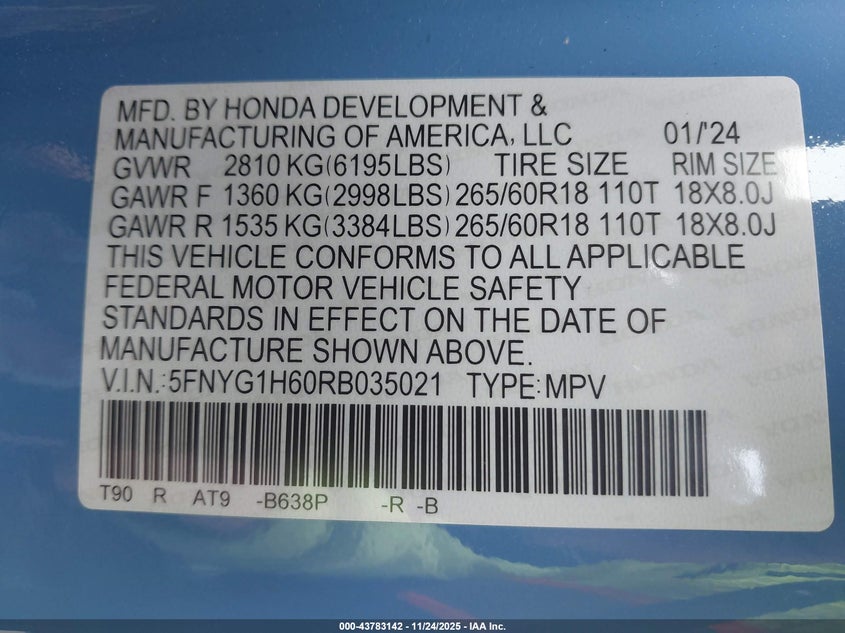 MFD. BY HONDA DEVELOPMENT &
MANUFACTURING OF AMERICA, LLC 01/'24
GVWR 2810 KG(6195LBS) TIRE SIZE RIM SIZE
GAWR F 1360 KG(2998LBS) 265/60R18 110T 18X8.0J
GAWR R 1535 KG(3384LBS) 265/60R18 110T 18X8.0J
THIS VEHICLE CONFORMS TO ALL APPLICABLE
FEDERAL MOTOR VEHICLE SAFETY
STANDARDS IN EFFECT ON THE DATE OF
MANUFACTURE SHOWN ABOVE.
V.I.N.:5FNYG1H60RB035021 TYPE:MPV
T90 R AT9 -B638P -R -B
000-43783142 - 11/24/2025 - IAA Inc.